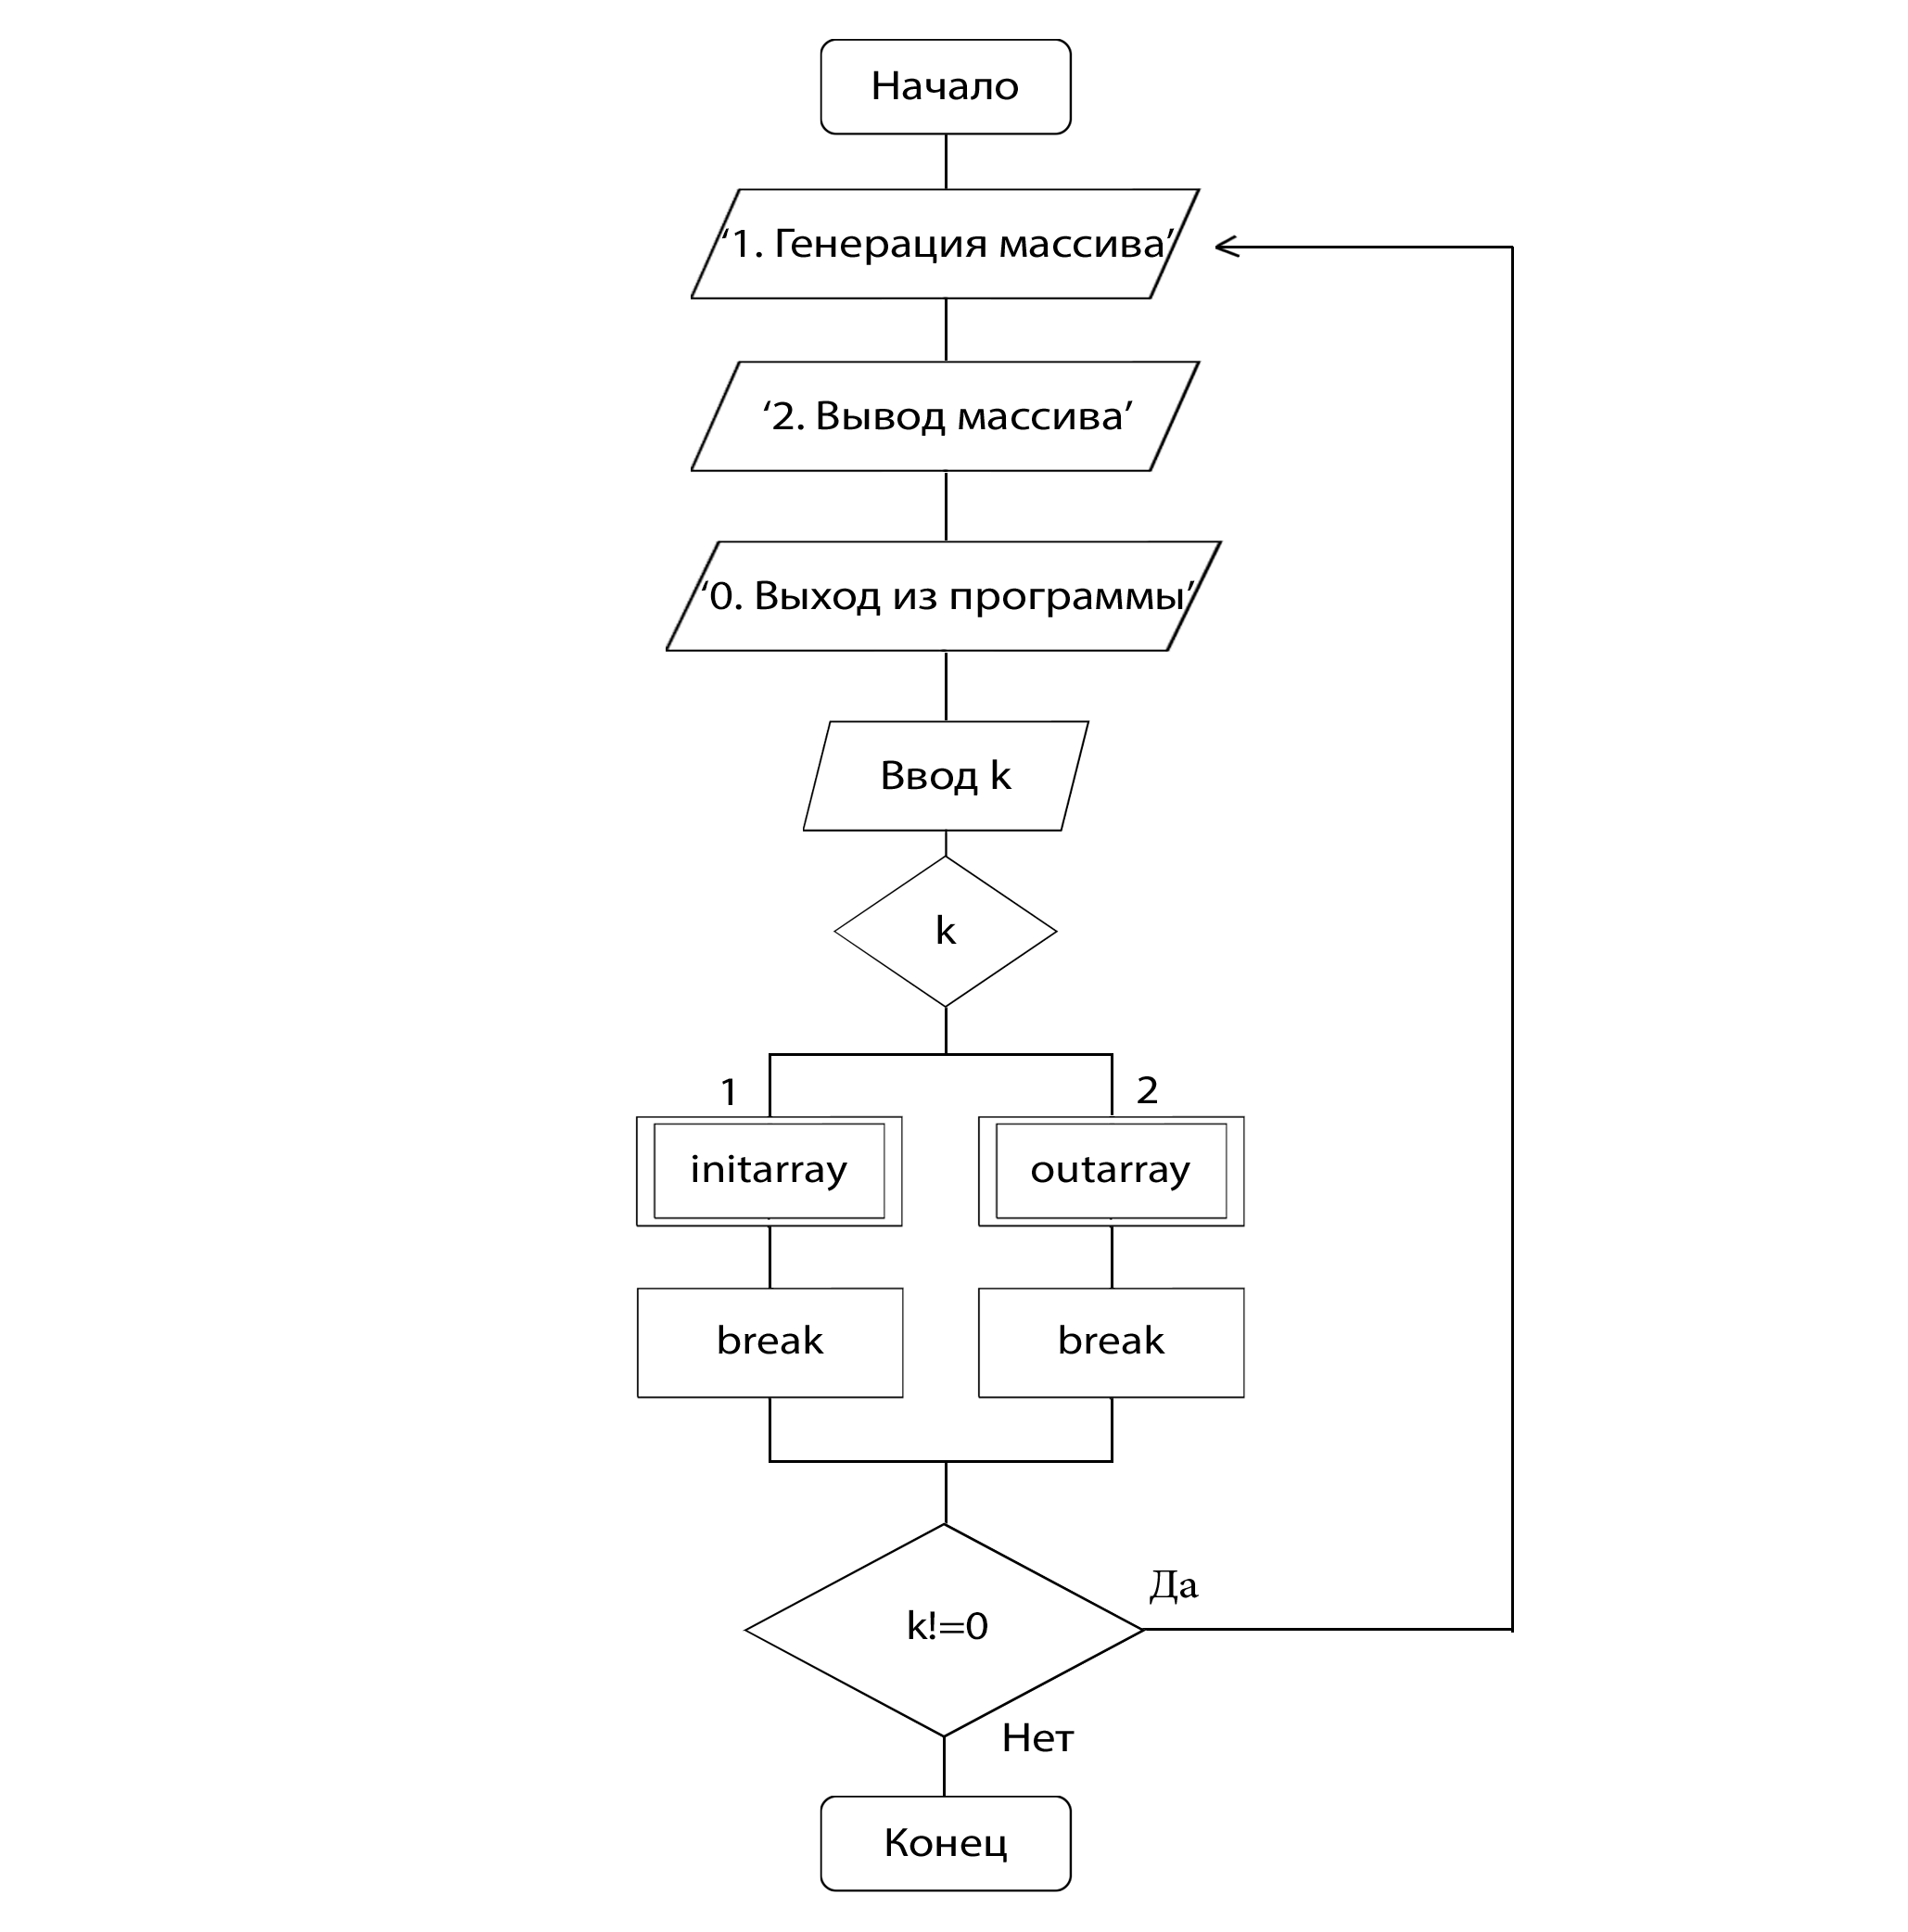 Начало
‘1. Генерация массива’
‘2. Вывод массива’
‘0. Выход из программы’
Ввод k
k
1
2
initarray
outarray
break
break
k!=0
Да
Нет
Конец